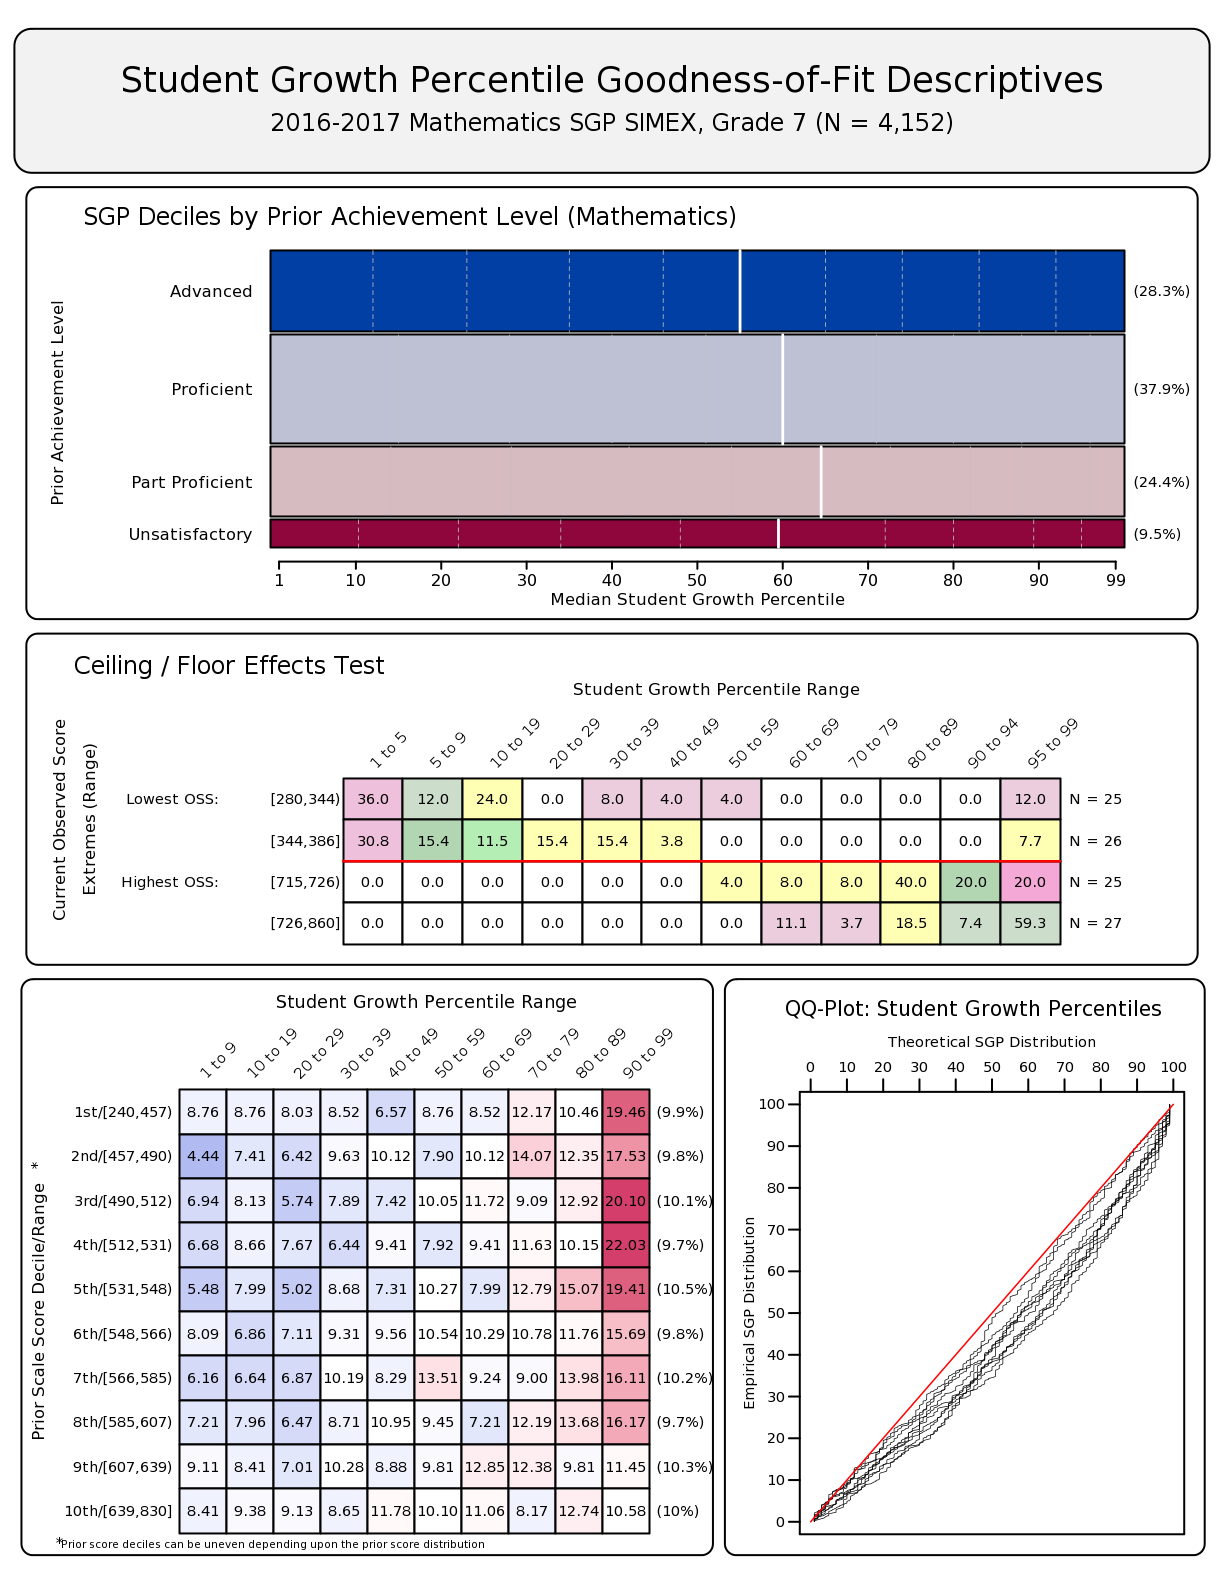 Student Growth Percentile Goodness-of-Fit Descriptives
2016-2017 Mathematics SGP SIMEX, Grade 7 (N = 4,152)
SGP Deciles by Prior Achievement Level (Mathematics)
Prior Achievement Level
Advanced (28.3%)
Proficient (37.9%)
Part Proficient (24.4%)
Unsatisfactory (9.5%)
1 10 20 30 40 50 60 70 80 90 99
Median Student Growth Percentile
Ceiling / Floor Effects Test
Student Growth Percentile Range
Current Observed Score
Extremes (Range)
1 to 5 5 to 9 10 to 19 20 to 29 30 to 39 40 to 49 50 to 59 60 to 69 70 to 79 80 to 89 90 to 94 95 to 99
Lowest OSS: [280,344) 36.0 12.0 24.0 0.0 8.0 4.0 4.0 0.0 0.0 0.0 0.0 12.0 N = 25
[344,386] 30.8 15.4 11.5 15.4 15.4 3.8 0.0 0.0 0.0 0.0 0.0 7.7 N = 26
Highest OSS: [715,726) 0.0 0.0 0.0 0.0 0.0 0.0 4.0 8.0 8.0 40.0 20.0 20.0 N = 25
[726,860] 0.0 0.0 0.0 0.0 0.0 0.0 0.0 11.1 3.7 18.5 7.4 59.3 N = 27
Student Growth Percentile Range
1 to 9 10 to 19 20 to 29 30 to 39 40 to 49 50 to 59 60 to 69 70 to 79 80 to 89 90 to 99
Prior Scale Score Decile/Range *
1st/[240,457) 8.76 8.76 8.03 8.52 6.57 8.76 8.52 12.17 10.46 19.46 (9.9%)
2nd/[457,490) 4.44 7.41 6.42 9.63 10.12 7.90 10.12 14.07 12.35 17.53 (9.8%)
3rd/[490,512) 6.94 8.13 5.74 7.89 7.42 10.05 11.72 9.09 12.92 20.10 (10.1%)
4th/[512,531) 6.68 8.66 7.67 6.44 9.41 7.92 9.41 11.63 10.15 22.03 (9.7%)
5th/[531,548) 5.48 7.99 5.02 8.68 7.31 10.27 7.99 12.79 15.07 19.41 (10.5%)
6th/[548,566) 8.09 6.86 7.11 9.31 9.56 10.54 10.29 10.78 11.76 15.69 (9.8%)
7th/[566,585) 6.16 6.64 6.87 10.19 8.29 13.51 9.24 9.00 13.98 16.11 (10.2%)
8th/[585,607) 7.21 7.96 6.47 8.71 10.95 9.45 7.21 12.19 13.68 16.17 (9.7%)
9th/[607,639) 9.11 8.41 7.01 10.28 8.88 9.81 12.85 12.38 9.81 11.45 (10.3%)
10th/[639,830] 8.41 9.38 9.13 8.65 11.78 10.10 11.06 8.17 12.74 10.58 (10%)
*Prior score deciles can be uneven depending upon the prior score distribution
QQ-Plot: Student Growth Percentiles
Theoretical SGP Distribution
0 10 20 30 40 50 60 70 80 90 100
Empirical SGP Distribution
100
90
80
70
60
50
40
30
20
10
0